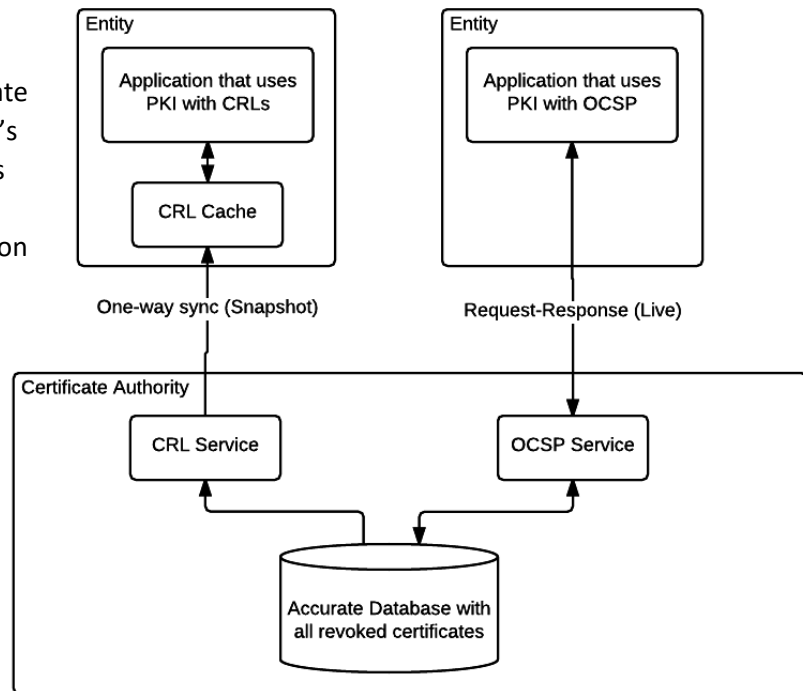 Entity
Application that uses
PKI with CRLs
CRL Cache
One-way sync (Snapshot)
Entity
Application that uses
PKI with OCSP
Request-Response (Live)
Certificate Authority
CRL Service
OCSP Service
Accurate Database with
all revoked certificates